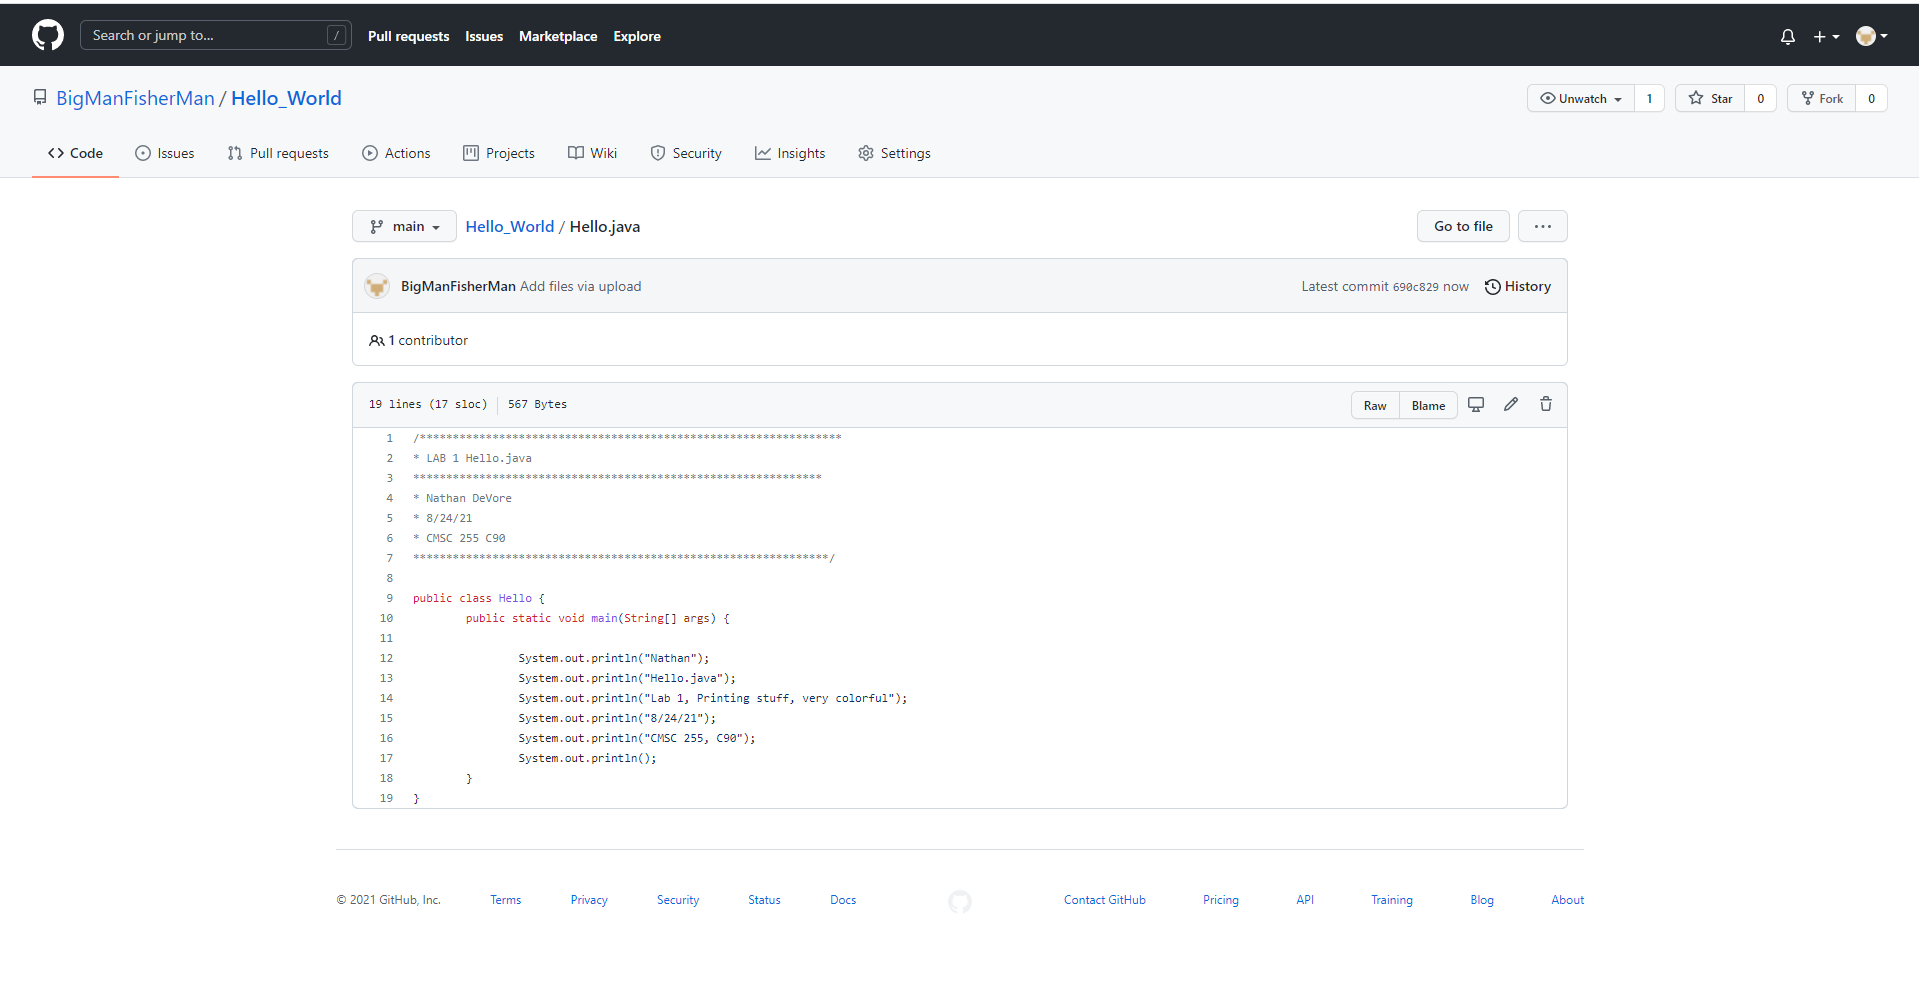 Search or jump to... /
Pull requests Issues Marketplace Explore
BigManFisherMan / Hello_World
Unwatch 1 Star 0 Fork 0
Code Issues Pull requests Actions Projects Wiki Security Insights Settings
main Hello_World / Hello.java Go to file ...
BigManFisherMan Add files via upload Latest commit 690c829 now History
1 contributor
19 lines (17 sloc) 567 Bytes Raw Blame
1 /****************************************************************
2 * LAB 1 Hello.java
3 **************************************************************
4 * Nathan DeVore
5 * 8/24/21
6 * CMSC 255 C90
7 ***************************************************************/
8
9 public class Hello {
10 public static void main(String[] args) {
11
12 System.out.println("Nathan");
13 System.out.println("Hello.java");
14 System.out.println("Lab 1, Printing stuff, very colorful");
15 System.out.println("8/24/21");
16 System.out.println("CMSC 255, C90");
17 System.out.println();
18 }
19 }
© 2021 GitHub, Inc. Terms Privacy Security Status Docs Contact GitHub Pricing API Training Blog About